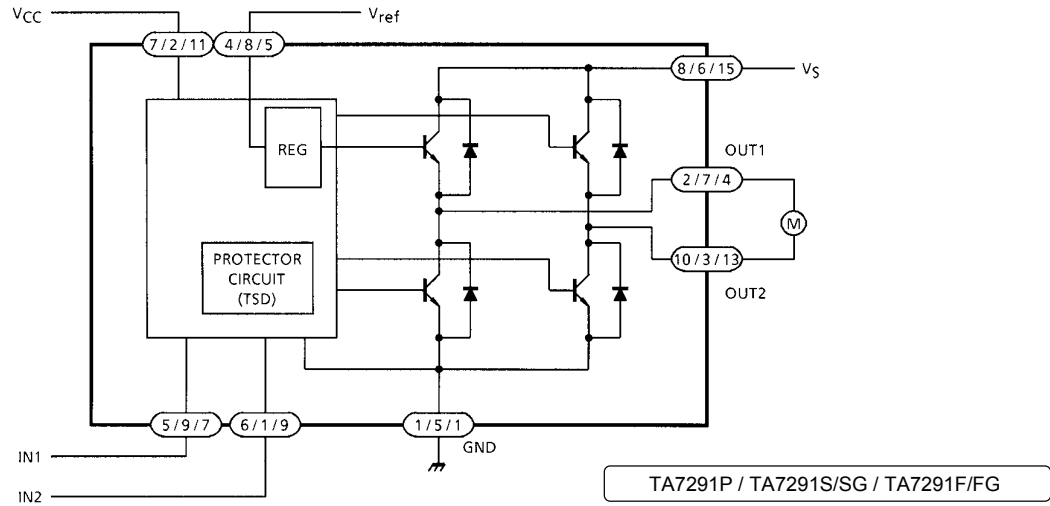 VCC
Vref
7/2/11
4/8/5
8/6/15
VS
REG
OUT1
2/7/4
M
PROTECTOR
CIRCUIT
(TSD)
10/3/13
OUT2
5/9/7
6/1/9
1/5/1
GND
IN1
IN2
TA7291P / TA7291S/SG / TA7291F/FG